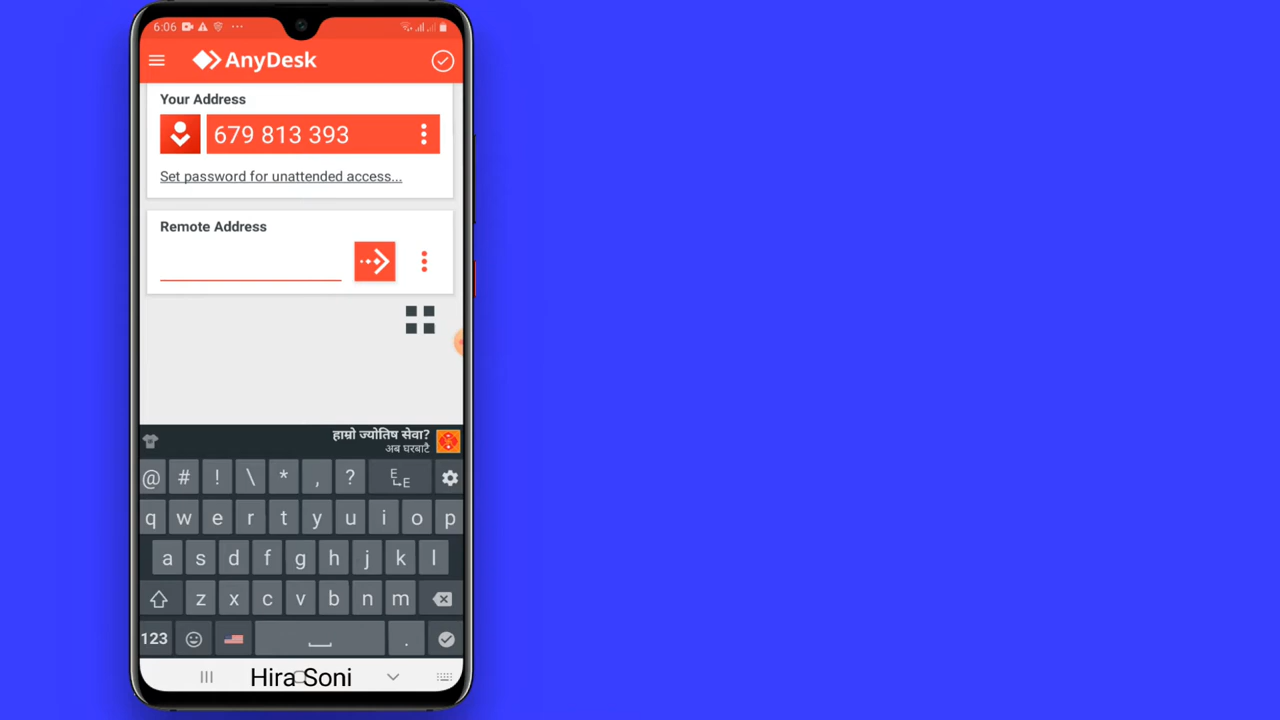 6:06
AnyDesk
Your Address
679 813 393
Set password for unattended access...
Remote Address
हाम्रो ज्योतिष सेवा?
अब घरबाटै
@ # ! \ * , ? E E
q w e r t y u i o p
a s d f g h j k l
z x c v b n m
123 .
Hira Soni